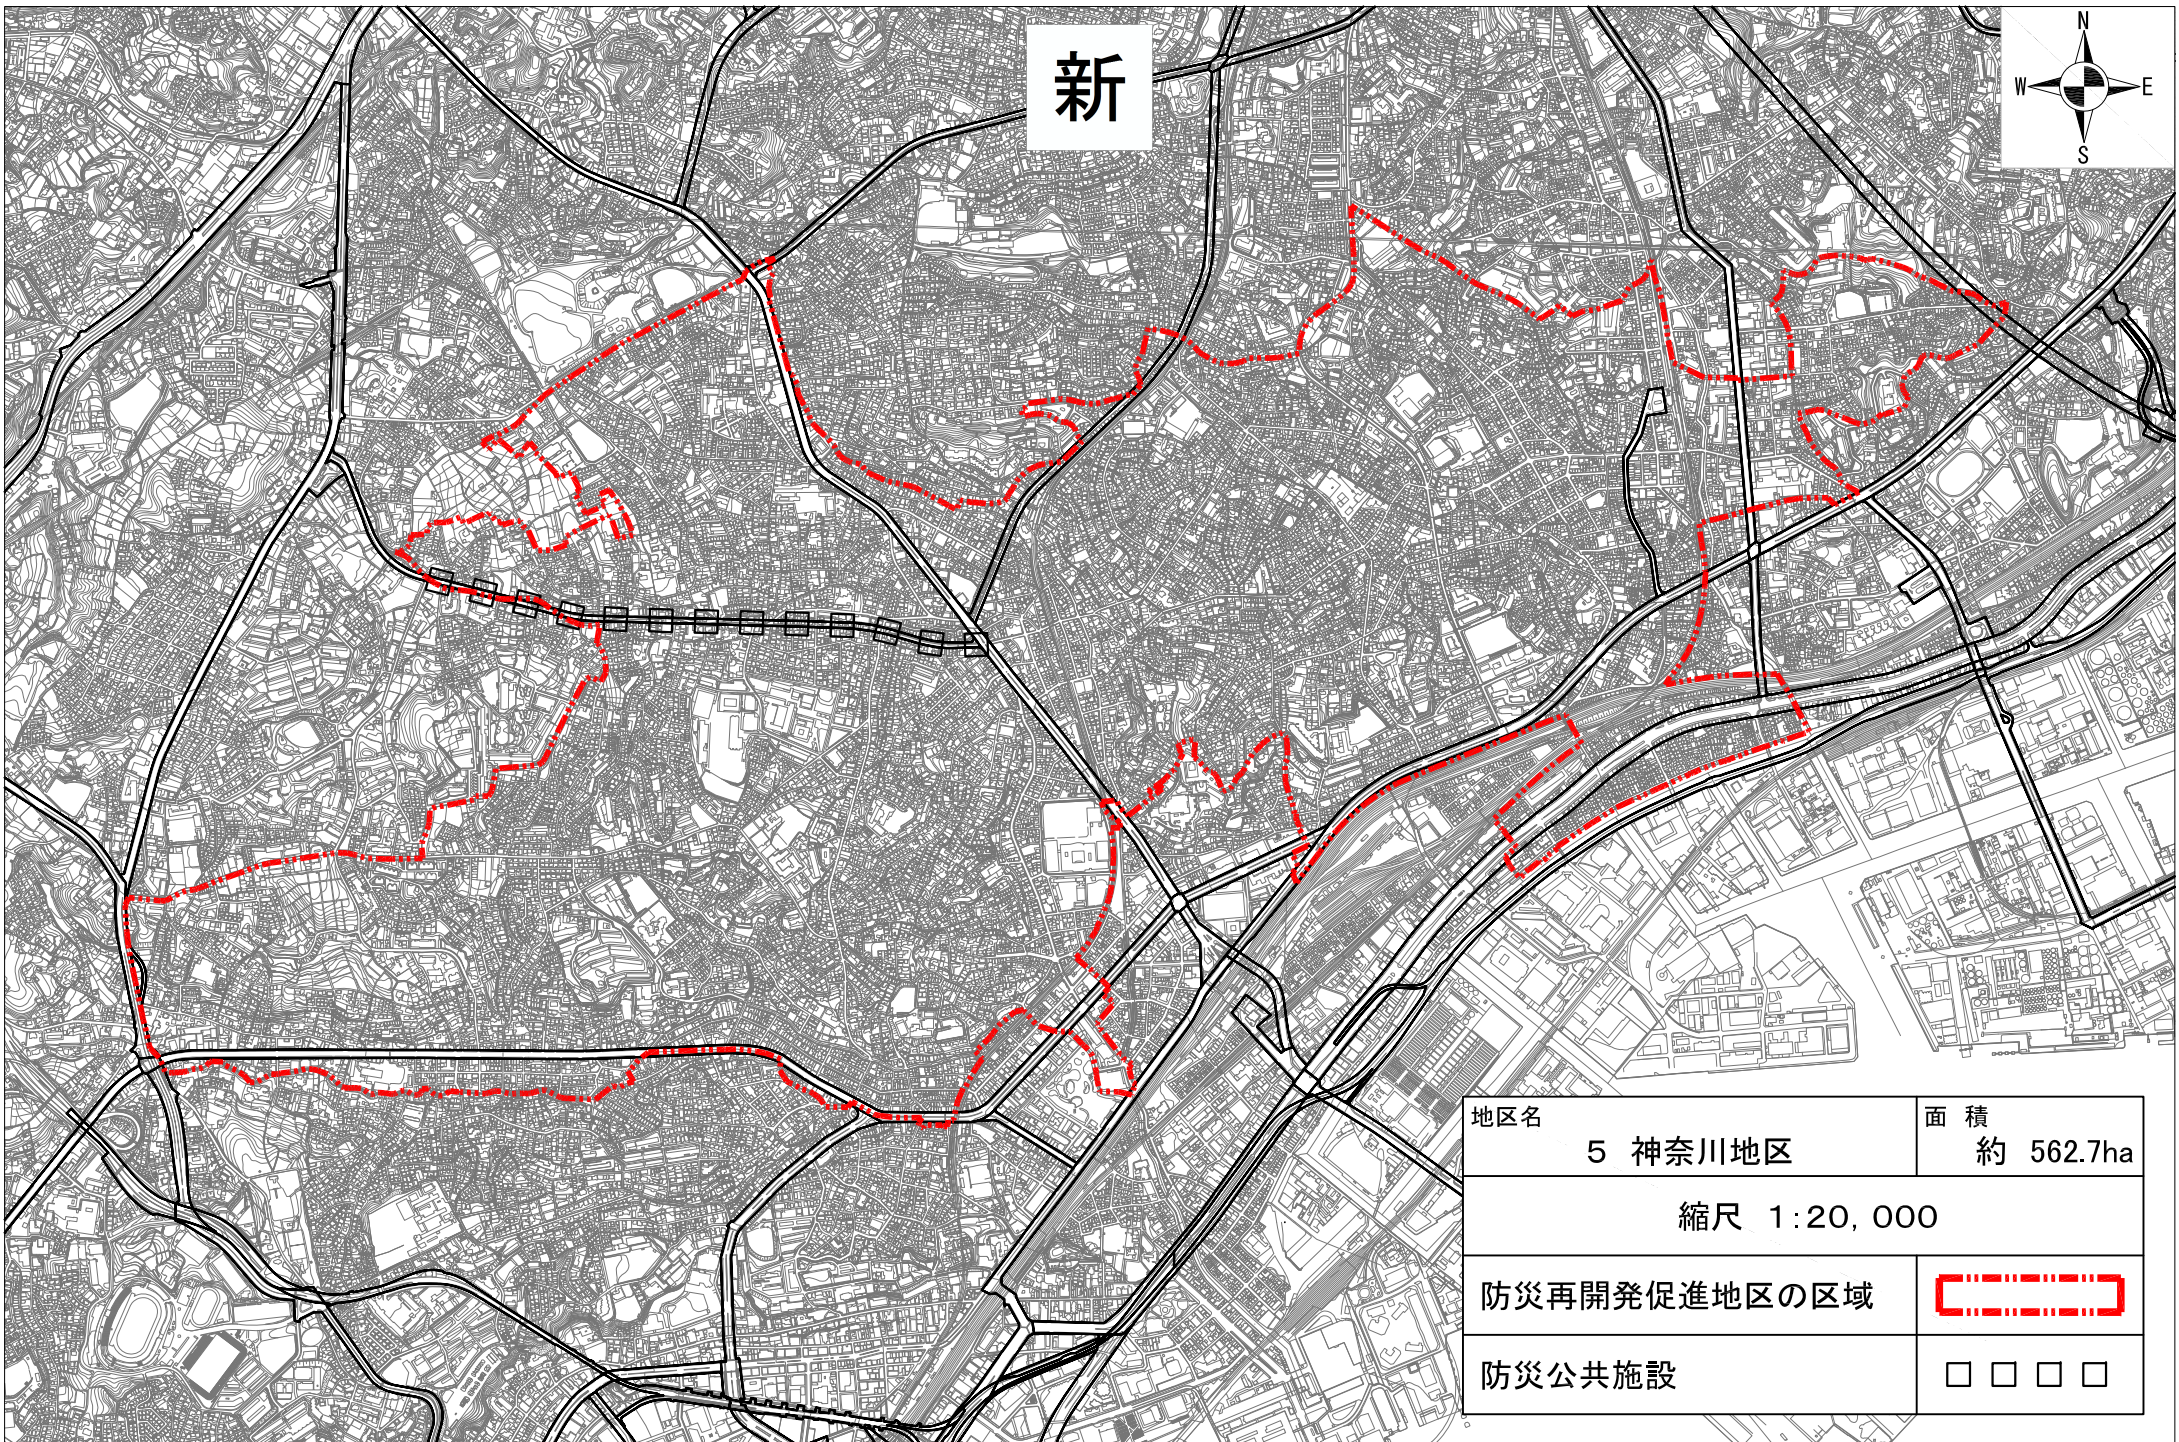 新
N
W E
S
地区名
5 神奈川地区
面 積
約 562.7ha
縮尺 1:20,000
防災再開発促進地区の区域
防災公共施設